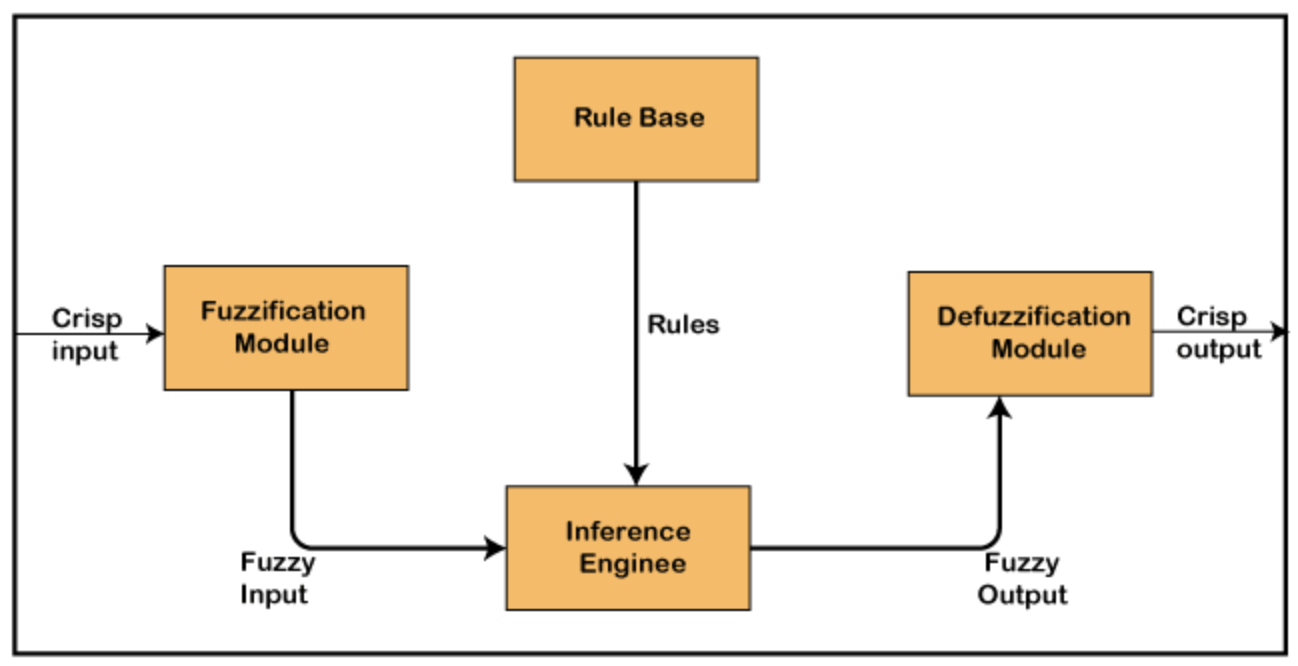 Rule Base
Crisp
input
Fuzzification
Module
Rules
Defuzzification
Module
Crisp
output
Inference
Enginee
Fuzzy
Input
Fuzzy
Output